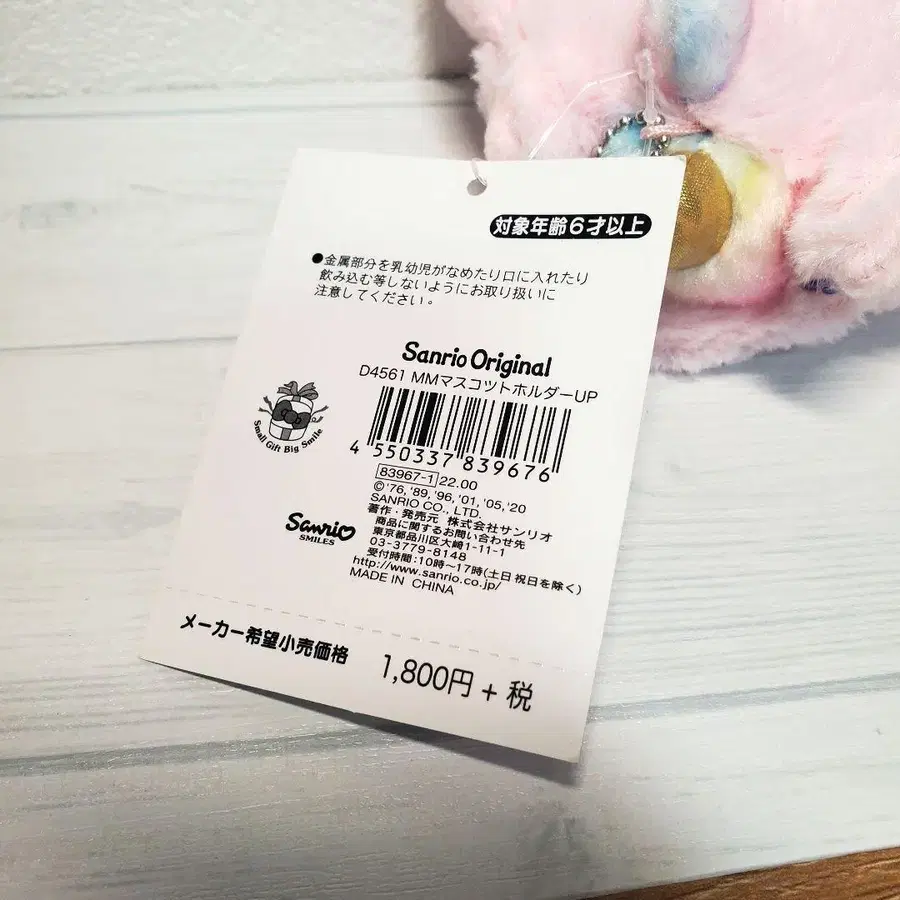 対象年齢6才以上
●金属部分を乳幼児がなめたり口に入れたり
飲み込む等しないようにお取り扱いに
注意してください。
Sanrio Original
D4561 MMマスコツトホルダーUP
4 550337 839676
83967-1 22.00
Small Gift Big Smile
© '76, '89, '96, '01, '05, '20
SANRIO CO., LTD.
著作・発売元 株式会社サンリオ
商品に関するお問い合わせ先
東京都品川区大崎1-11-1
03-3779-8148
受付時間:10時〜17時(土日 祝日を除く)
http://www.sanrio.co.jp/
MADE IN CHINA
Sanrio
SMILES
メーカー希望小売価格 1,800円 + 税